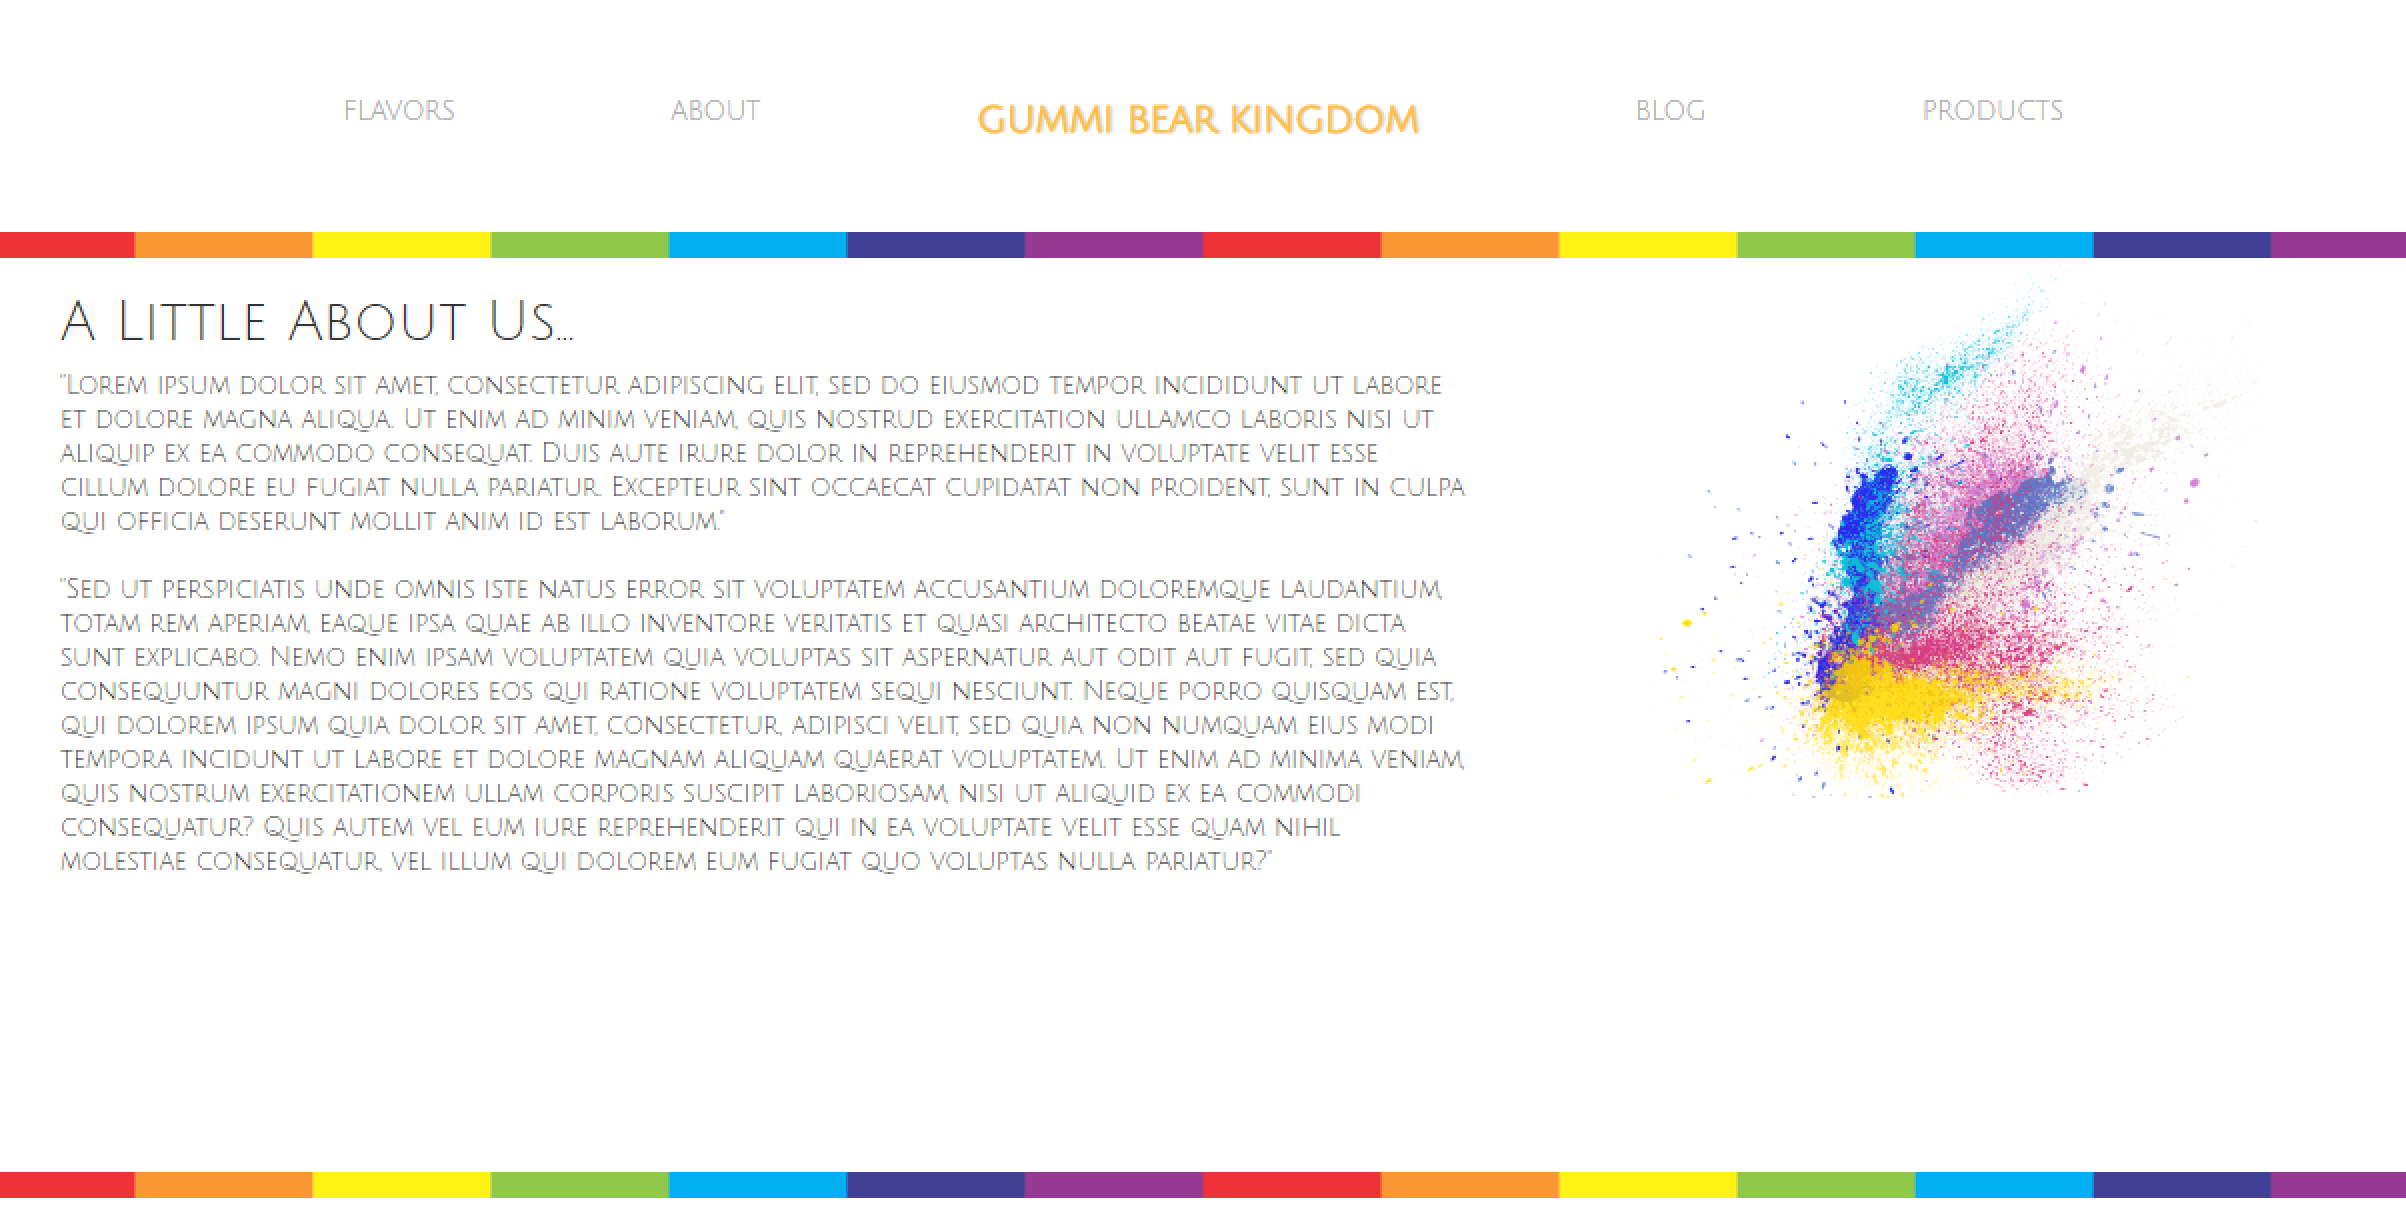 FLAVORS ABOUT GUMMI BEAR KINGDOM BLOG PRODUCTS
A Little About Us...
"Lorem ipsum dolor sit amet, consectetur adipiscing elit, sed do eiusmod tempor incididunt ut labore
et dolore magna aliqua. Ut enim ad minim veniam, quis nostrud exercitation ullamco laboris nisi ut
aliquip ex ea commodo consequat. Duis aute irure dolor in reprehenderit in voluptate velit esse
cillum dolore eu fugiat nulla pariatur. Excepteur sint occaecat cupidatat non proident, sunt in culpa
qui officia deserunt mollit anim id est laborum."
"Sed ut perspiciatis unde omnis iste natus error sit voluptatem accusantium doloremque laudantium,
totam rem aperiam, eaque ipsa quae ab illo inventore veritatis et quasi architecto beatae vitae dicta
sunt explicabo. Nemo enim ipsam voluptatem quia voluptas sit aspernatur aut odit aut fugit, sed quia
consequuntur magni dolores eos qui ratione voluptatem sequi nesciunt. Neque porro quisquam est,
qui dolorem ipsum quia dolor sit amet, consectetur, adipisci velit, sed quia non numquam eius modi
tempora incidunt ut labore et dolore magnam aliquam quaerat voluptatem. Ut enim ad minima veniam,
quis nostrum exercitationem ullam corporis suscipit laboriosam, nisi ut aliquid ex ea commodi
consequatur? Quis autem vel eum iure reprehenderit qui in ea voluptate velit esse quam nihil
molestiae consequatur, vel illum qui dolorem eum fugiat quo voluptas nulla pariatur?"